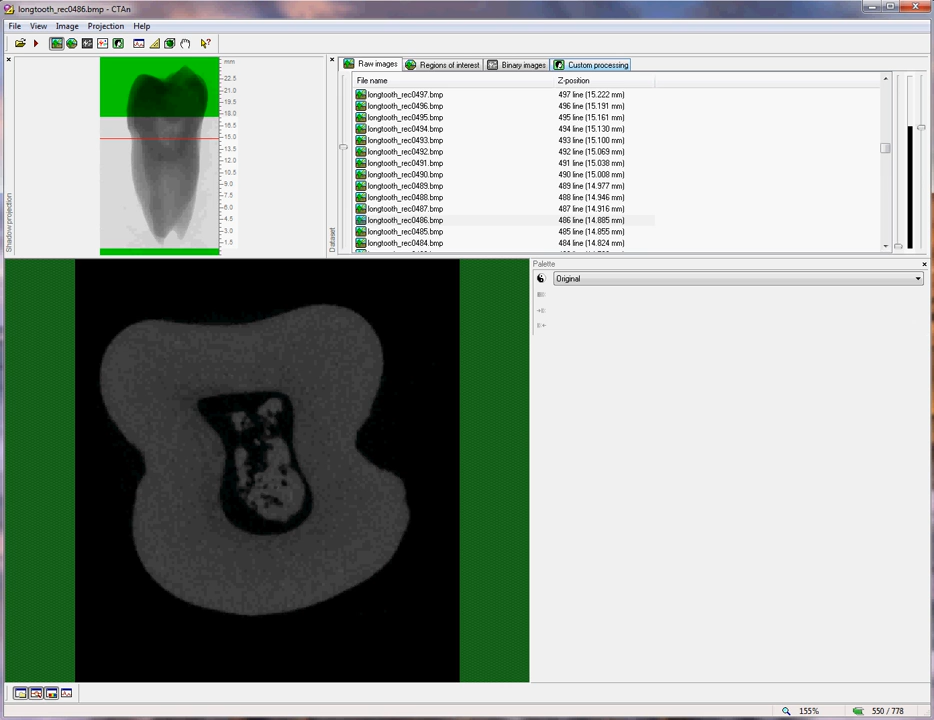 longtooth_rec0486.bmp - CTAn
File View Image Projection Help
Shadow projection
mm
22.5
21.0
19.5
18.0
16.5
15.0
13.5
12.0
10.5
9.0
7.5
6.0
4.5
3.0
1.5
Dataset
Raw images Regions of interest Binary images Custom processing
File name Z-position
longtooth_rec0497.bmp 497 line (15.222 mm)
longtooth_rec0496.bmp 496 line (15.191 mm)
longtooth_rec0495.bmp 495 line (15.161 mm)
longtooth_rec0494.bmp 494 line (15.130 mm)
longtooth_rec0493.bmp 493 line (15.100 mm)
longtooth_rec0492.bmp 492 line (15.069 mm)
longtooth_rec0491.bmp 491 line (15.038 mm)
longtooth_rec0490.bmp 490 line (15.008 mm)
longtooth_rec0489.bmp 489 line (14.977 mm)
longtooth_rec0488.bmp 488 line (14.946 mm)
longtooth_rec0487.bmp 487 line (14.916 mm)
longtooth_rec0486.bmp 486 line (14.885 mm)
longtooth_rec0485.bmp 485 line (14.855 mm)
longtooth_rec0484.bmp 484 line (14.824 mm)
Palette
Original
155% 550 / 778